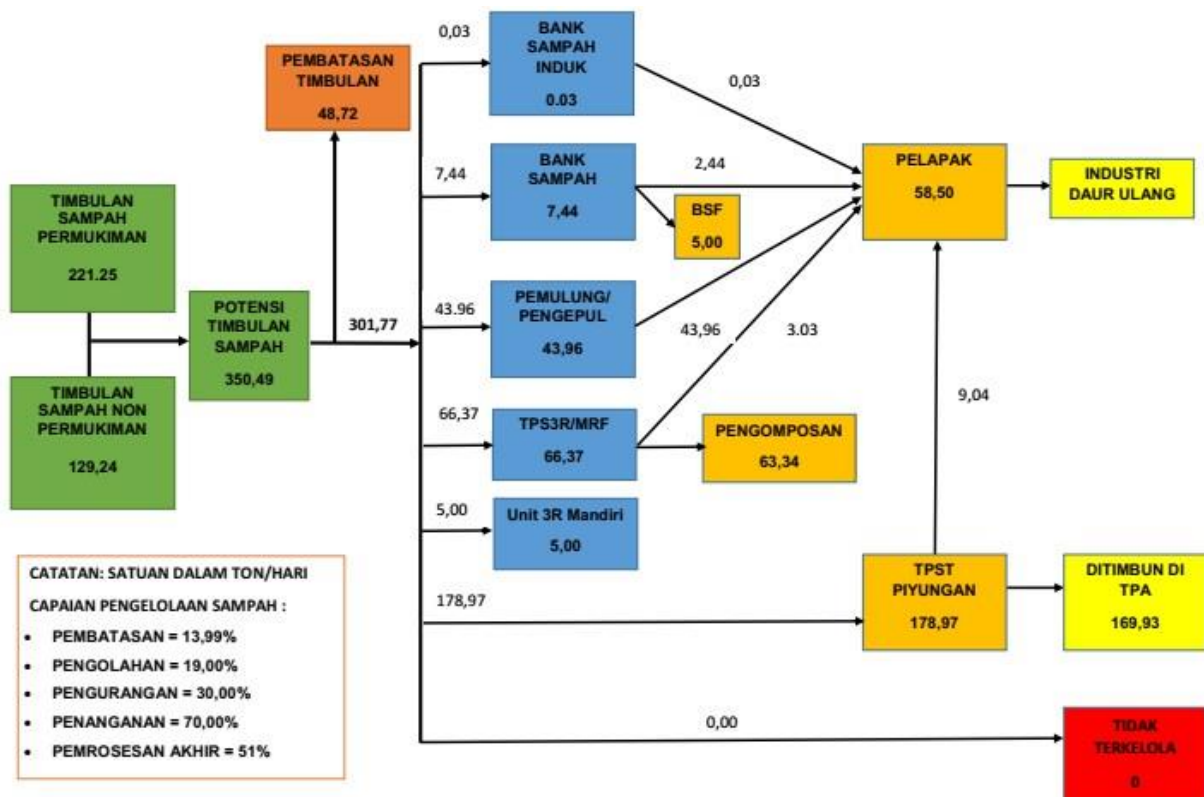 TIMBULAN
SAMPAH
PERMUKIMAN
221.25
TIMBULAN
SAMPAH NON
PERMUKIMAN
129,24
POTENSI
TIMBULAN
SAMPAH
350,49
PEMBATASAN
TIMBULAN
48,72
301,77
0,03
BANK
SAMPAH
INDUK
0.03
0,03
7,44
BANK
SAMPAH
7,44
2,44
BSF
5,00
43.96
PEMULUNG/
PENGEPUL
43,96
43,96
3.03
66,37
TPS3R/MRF
66,37
PENGOMPOSAN
63,34
5,00
Unit 3R Mandiri
5,00
PELAPAK
58,50
INDUSTRI
DAUR ULANG
9,04
178,97
TPST
PIYUNGAN
178,97
DITIMBUN DI
TPA
169,93
0,00
TIDAK
TERKELOLA
0
CATATAN: SATUAN DALAM TON/HARI
CAPAIAN PENGELOLAAN SAMPAH :
• PEMBATASAN = 13,99%
• PENGOLAHAN = 19,00%
• PENGURANGAN = 30,00%
• PENANGANAN = 70,00%
• PEMROSESAN AKHIR = 51%